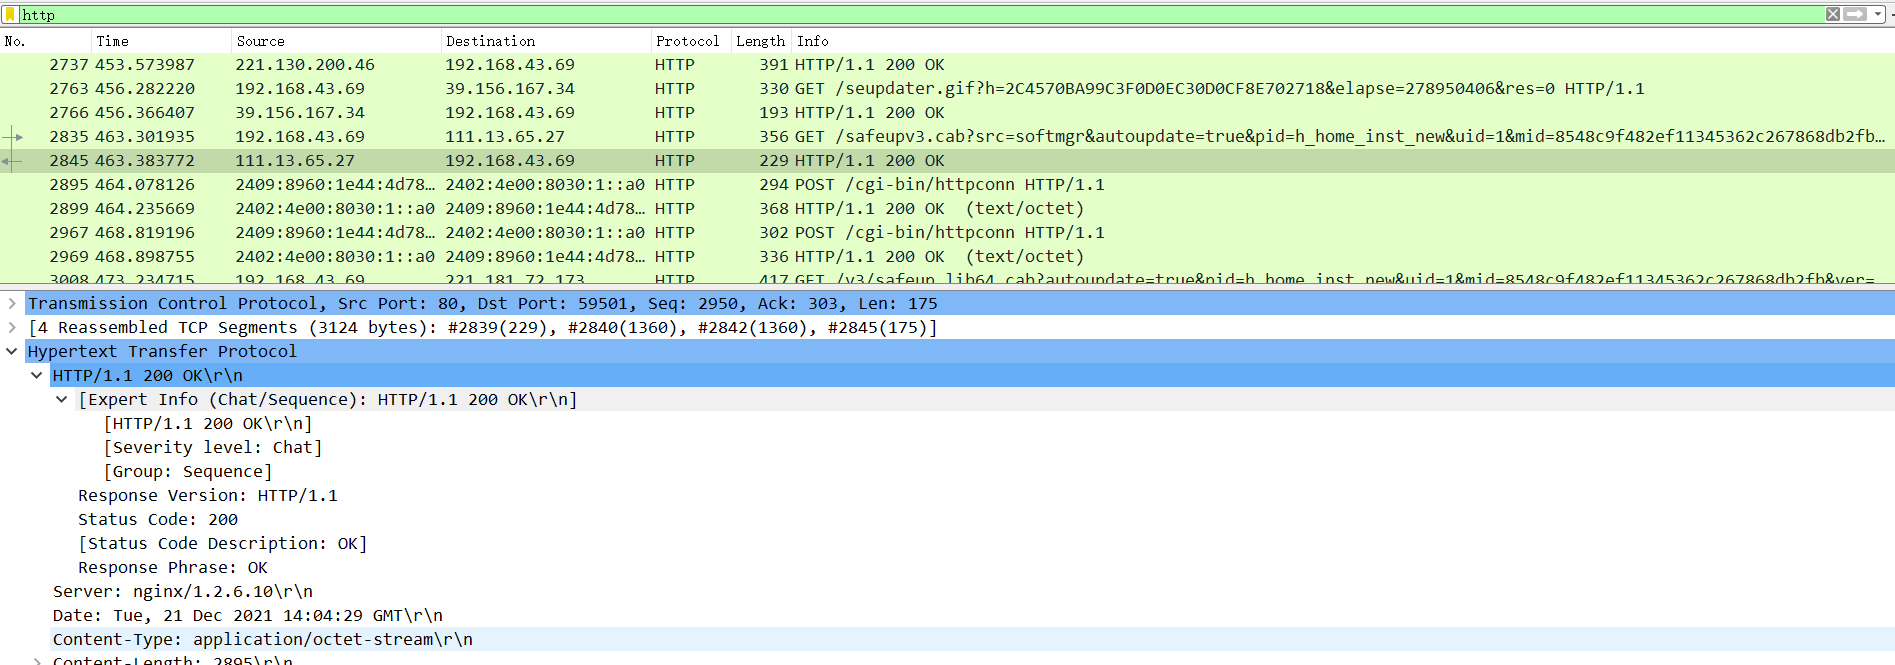 http
No. Time Source Destination Protocol Length Info
2737 453.573987 221.130.200.46 192.168.43.69 HTTP 391 HTTP/1.1 200 OK
2763 456.282220 192.168.43.69 39.156.167.34 HTTP 330 GET /seupdater.gif?h=2C4570BA99C3F0D0EC30D0CF8E702718&elapse=278950406&res=0 HTTP/1.1
2766 456.366407 39.156.167.34 192.168.43.69 HTTP 193 HTTP/1.1 200 OK
2835 463.301935 192.168.43.69 111.13.65.27 HTTP 356 GET /safeupv3.cab?src=softmgr&autoupdate=true&pid=h_home_inst_new&uid=1&mid=8548c9f482ef11345362c267868db2fb…
2845 463.383772 111.13.65.27 192.168.43.69 HTTP 229 HTTP/1.1 200 OK
2895 464.078126 2409:8960:1e44:4d78… 2402:4e00:8030:1::a0 HTTP 294 POST /cgi-bin/httpconn HTTP/1.1
2899 464.235669 2402:4e00:8030:1::a0 2409:8960:1e44:4d78… HTTP 368 HTTP/1.1 200 OK  (text/octet)
2967 468.819196 2409:8960:1e44:4d78… 2402:4e00:8030:1::a0 HTTP 302 POST /cgi-bin/httpconn HTTP/1.1
2969 468.898755 2402:4e00:8030:1::a0 2409:8960:1e44:4d78… HTTP 336 HTTP/1.1 200 OK  (text/octet)
3008 473.234715 192.168.43.69 221.181.72.173 HTTP 417 GET /v3/safeup_lib64.cab?autoupdate=true&pid=h_home_inst_new&uid=1&mid=8548c9f482ef11345362c267868db2fb&ver=
Transmission Control Protocol, Src Port: 80, Dst Port: 59501, Seq: 2950, Ack: 303, Len: 175
[4 Reassembled TCP Segments (3124 bytes): #2839(229), #2840(1360), #2842(1360), #2845(175)]
Hypertext Transfer Protocol
HTTP/1.1 200 OK\r\n
[Expert Info (Chat/Sequence): HTTP/1.1 200 OK\r\n]
[HTTP/1.1 200 OK\r\n]
[Severity level: Chat]
[Group: Sequence]
Response Version: HTTP/1.1
Status Code: 200
[Status Code Description: OK]
Response Phrase: OK
Server: nginx/1.2.6.10\r\n
Date: Tue, 21 Dec 2021 14:04:29 GMT\r\n
Content-Type: application/octet-stream\r\n
Content-Length: 2895\r\n